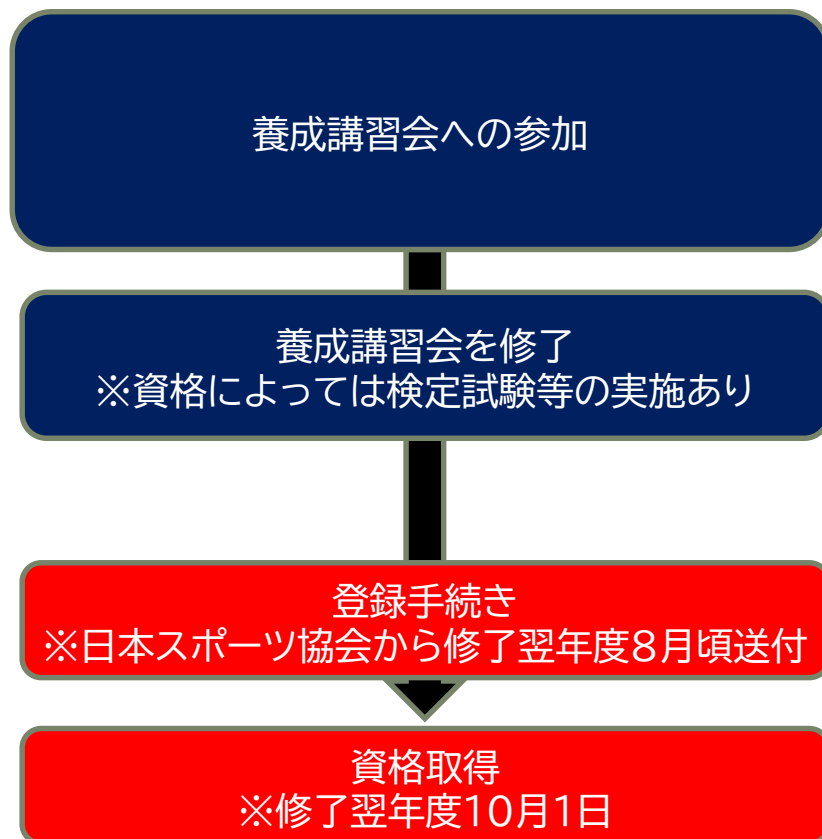 養成講習会への参加
養成講習会を修了
※資格によっては検定試験等の実施あり
登録手続き
※日本スポーツ協会から修了翌年度8月頃送付
資格取得
※修了翌年度10月1日